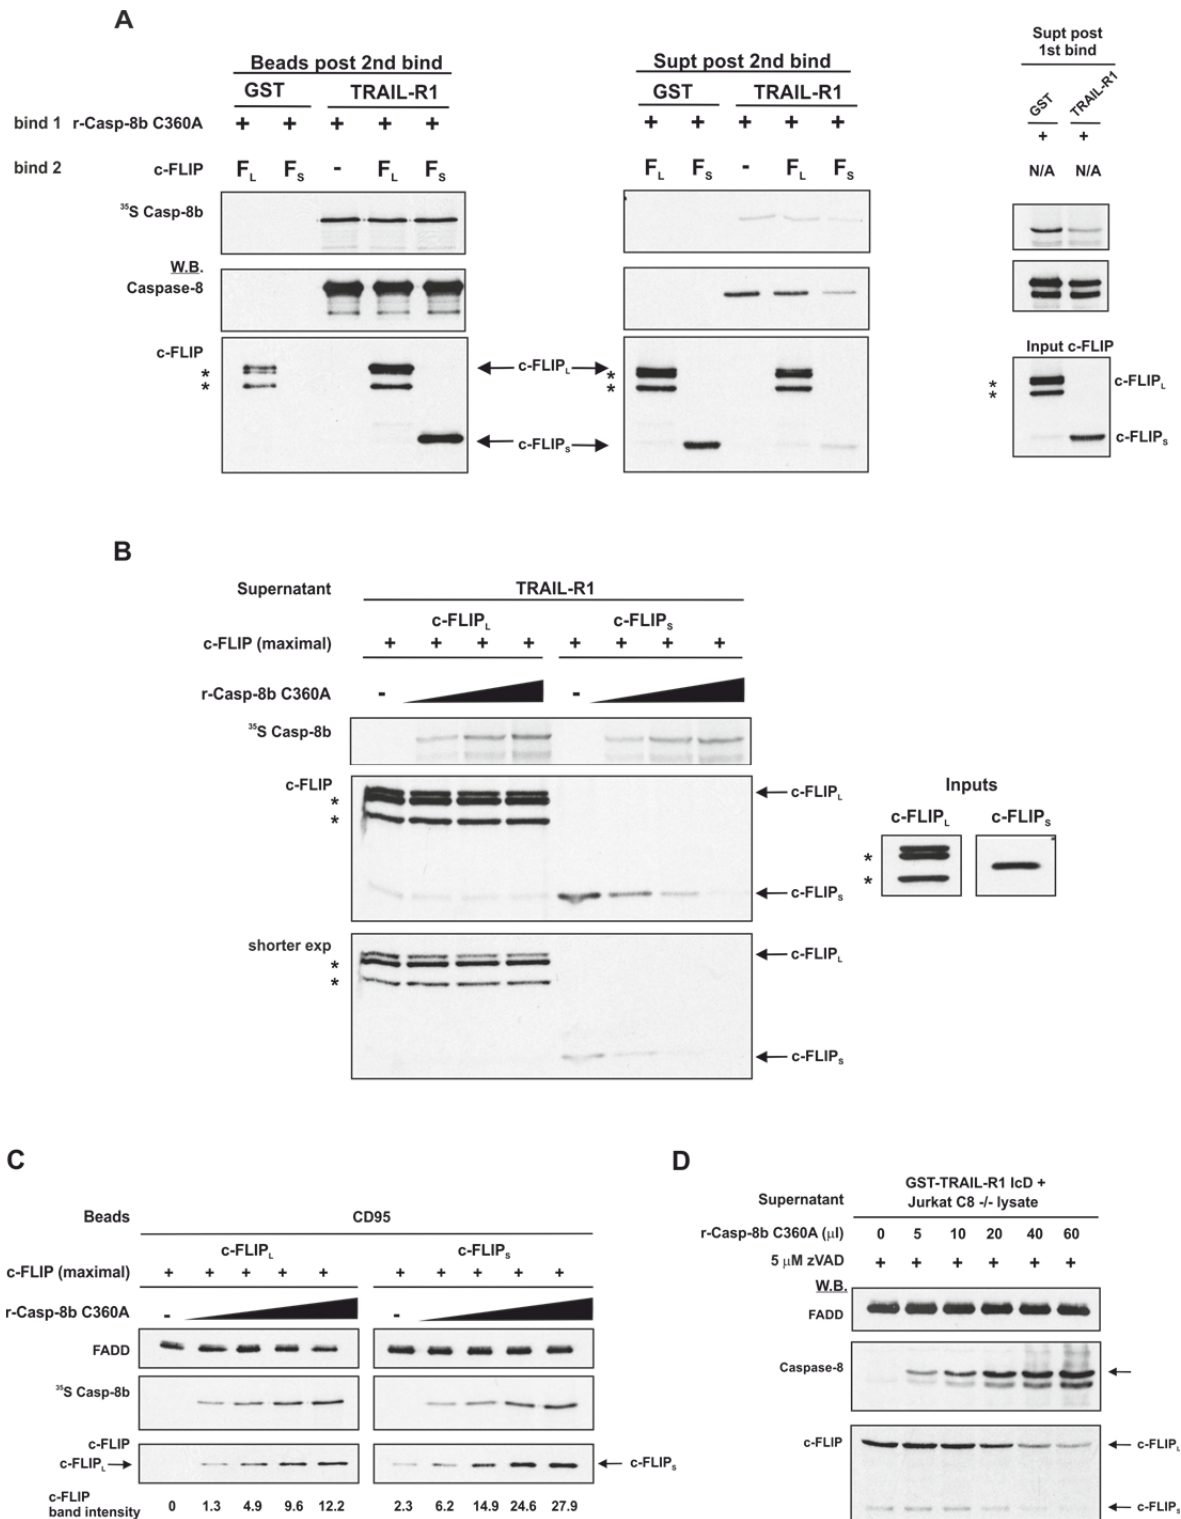 A
Beads post 2nd bind
GST TRAIL-R1
bind 1 r-Casp-8b C360A + + + + +
bind 2 c-FLIP FL FS - FL FS
35S Casp-8b
W.B.
Caspase-8
c-FLIP
*
*
c-FLIPL
c-FLIPS
Supt post 2nd bind
GST TRAIL-R1
+ + + + +
FL FS - FL FS
*
*
Supt post
1st bind
GST TRAIL-R1
+ +
N/A N/A
Input c-FLIP
*
*
c-FLIPL
c-FLIPS
B
Supernatant TRAIL-R1
c-FLIPL c-FLIPS
c-FLIP (maximal) + + + + + + + +
r-Casp-8b C360A - -
35S Casp-8b
c-FLIP
*
*
c-FLIPL
c-FLIPS
shorter exp
*
*
c-FLIPL
c-FLIPS
Inputs
c-FLIPL c-FLIPS
*
*
C
Beads CD95
c-FLIPL c-FLIPS
c-FLIP (maximal) + + + + + + + + + +
r-Casp-8b C360A - -
FADD
35S Casp-8b
c-FLIP
c-FLIPL
c-FLIPS
c-FLIP
band intensity 0 1.3 4.9 9.6 12.2 2.3 6.2 14.9 24.6 27.9
D
GST-TRAIL-R1 IcD +
Supernatant Jurkat C8 -/- lysate
r-Casp-8b C360A (μl) 0 5 10 20 40 60
5 μM zVAD + + + + + +
W.B.
FADD
Caspase-8
c-FLIP
c-FLIPL
c-FLIPS